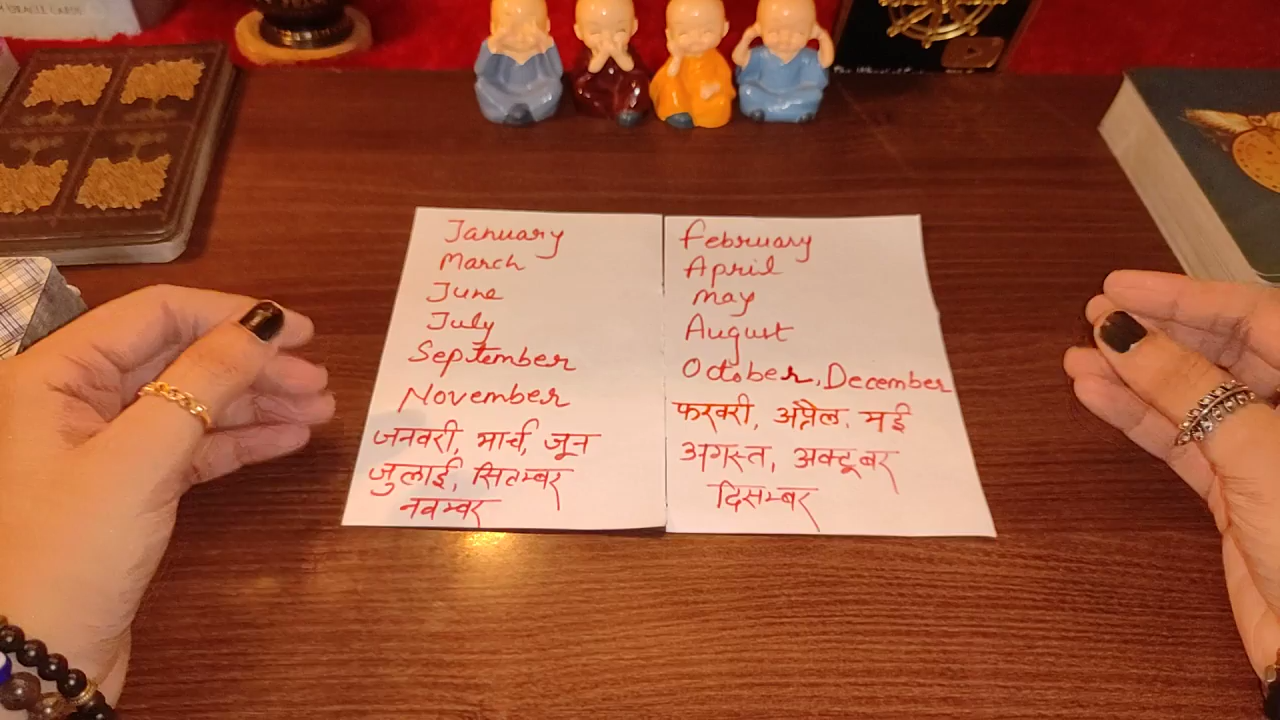 January
March
June
July
September
November
जनवरी, मार्च, जून
जुलाई, सितम्बर
नवम्बर
February
April
May
August
October, December
फरवरी, अप्रैल, मई
अगस्त, अक्टूबर
दिसम्बर